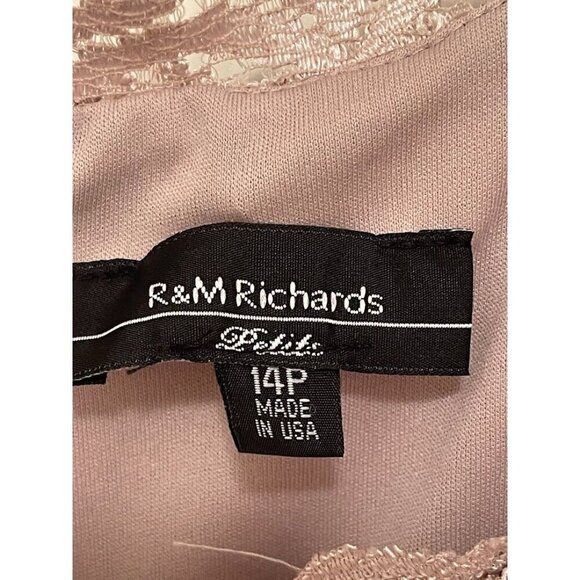 R&M Richards
Petite
14P
MADE
IN USA